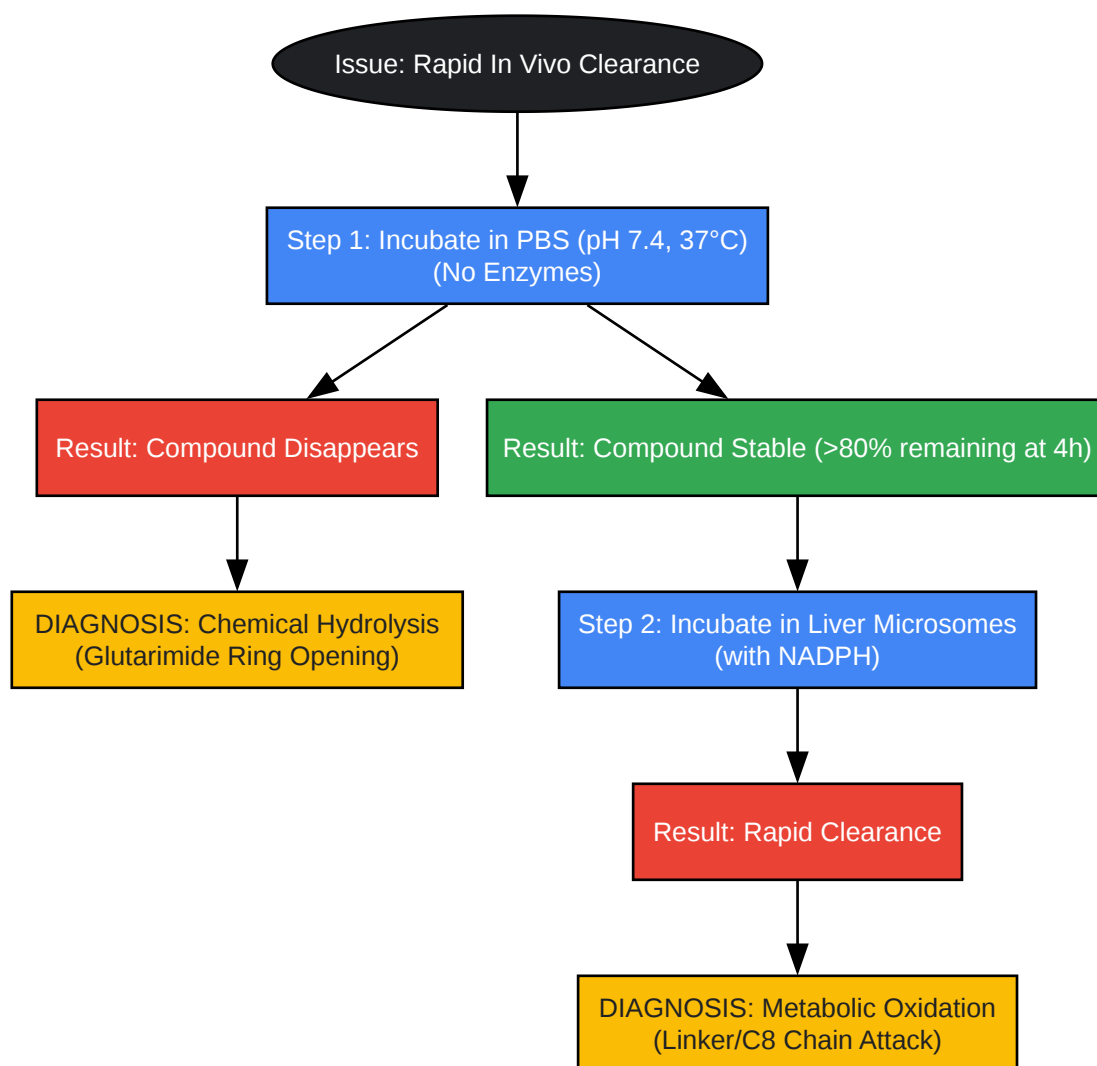 Issue: Rapid In Vivo Clearance
Step 1: Incubate in PBS (pH 7.4, 37°C)
(No Enzymes)
Result: Compound Disappears
Result: Compound Stable (>80% remaining at 4h)
DIAGNOSIS: Chemical Hydrolysis
(Glutarimide Ring Opening)
Step 2: Incubate in Liver Microsomes
(with NADPH)
Result: Rapid Clearance
DIAGNOSIS: Metabolic Oxidation
(Linker/C8 Chain Attack)